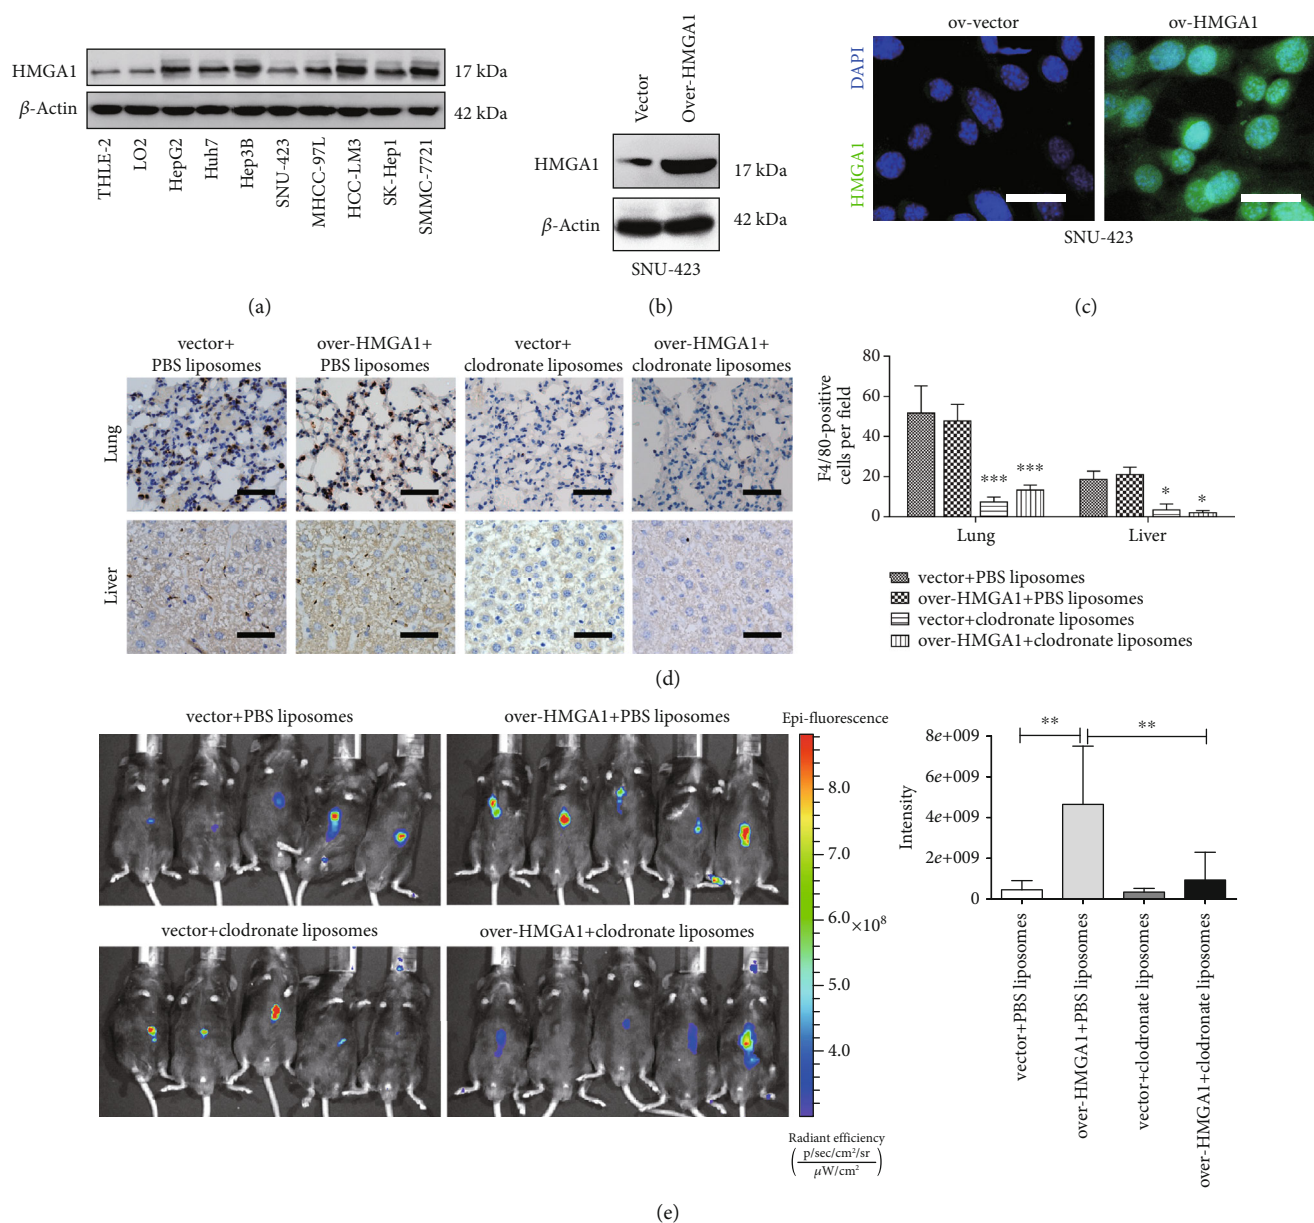 HMGA1
17 kDa
β-Actin
42 kDa
THLE-2
LO2
HepG2
Huh7
Hep3B
SNU-423
MHCC-97L
HCC-LM3
SK-Hep1
SMMC-7721
(a)
Vector
Over-HMGA1
HMGA1
17 kDa
β-Actin
42 kDa
SNU-423
(b)
ov-vector
ov-HMGA1
DAPI
HMGA1
SNU-423
(c)
vector+
PBS liposomes
over-HMGA1+
PBS liposomes
vector+
clodronate liposomes
over-HMGA1+
clodronate liposomes
Lung
Liver
F4/80-positive
cells per field
80
60
40
20
0
***
***
*
*
Lung
Liver
vector+PBS liposomes
over-HMGA1+PBS liposomes
vector+clodronate liposomes
over-HMGA1+clodronate liposomes
(d)
vector+PBS liposomes
over-HMGA1+PBS liposomes
vector+clodronate liposomes
over-HMGA1+clodronate liposomes
Epi-fluorescence
8.0
7.0
6.0
×10⁸
5.0
4.0
Radiant efficiency
(p/sec/cm²/sr
μW/cm²)
Intensity
8e+009
6e+009
4e+009
2e+009
0
**
**
vector+PBS liposomes
over-HMGA1+PBS liposomes
vector+clodronate liposomes
over-HMGA1+clodronate liposomes
(e)